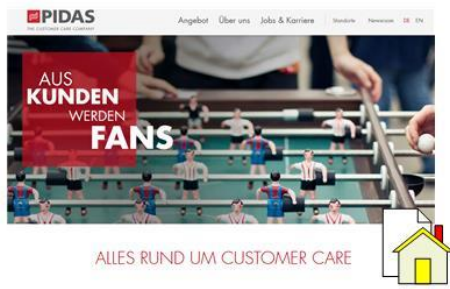 PIDAS
THE CUSTOMER CARE COMPANY
Angebot Über uns Jobs & Karriere Standorte Newsroom DE EN
AUS
KUNDEN
WERDEN
FANS
ALLES RUND UM CUSTOMER CARE